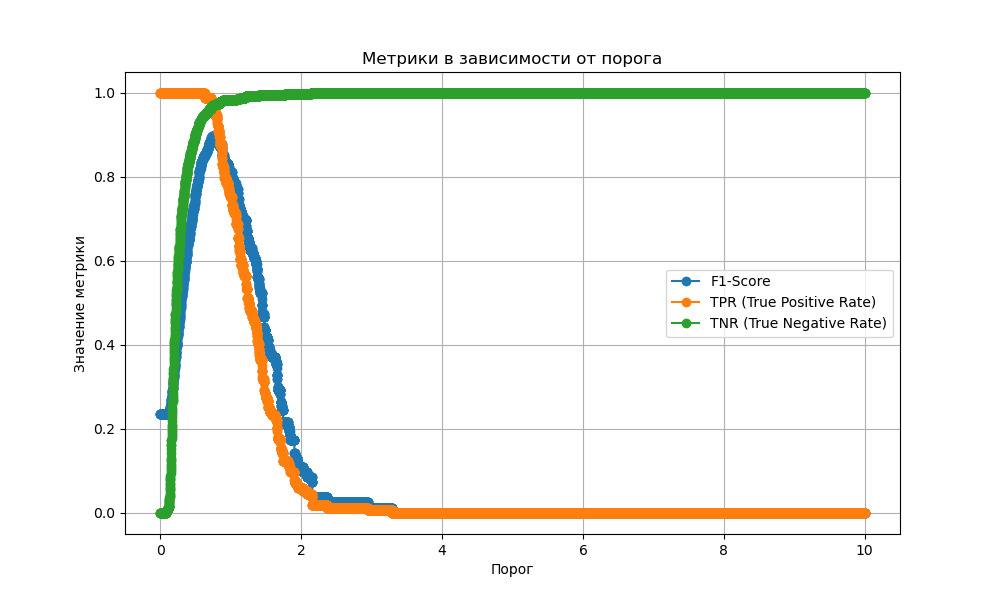 Метрики в зависимости от порога
Значение метрики
1.0
0.8
0.6
0.4
0.2
0.0
F1-Score
TPR (True Positive Rate)
TNR (True Negative Rate)
0 2 4 6 8 10
Порог